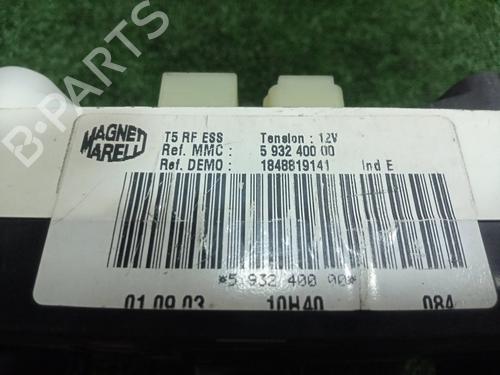 MAGNETI MARELLI
T5 RF ESS Tension : 12V
Ref. MMC : 5 932 400 00
Ref. DEMO : 1848819141 Ind E
*5 932 400 00*
01.09.03 10H40 084
B-PARTS